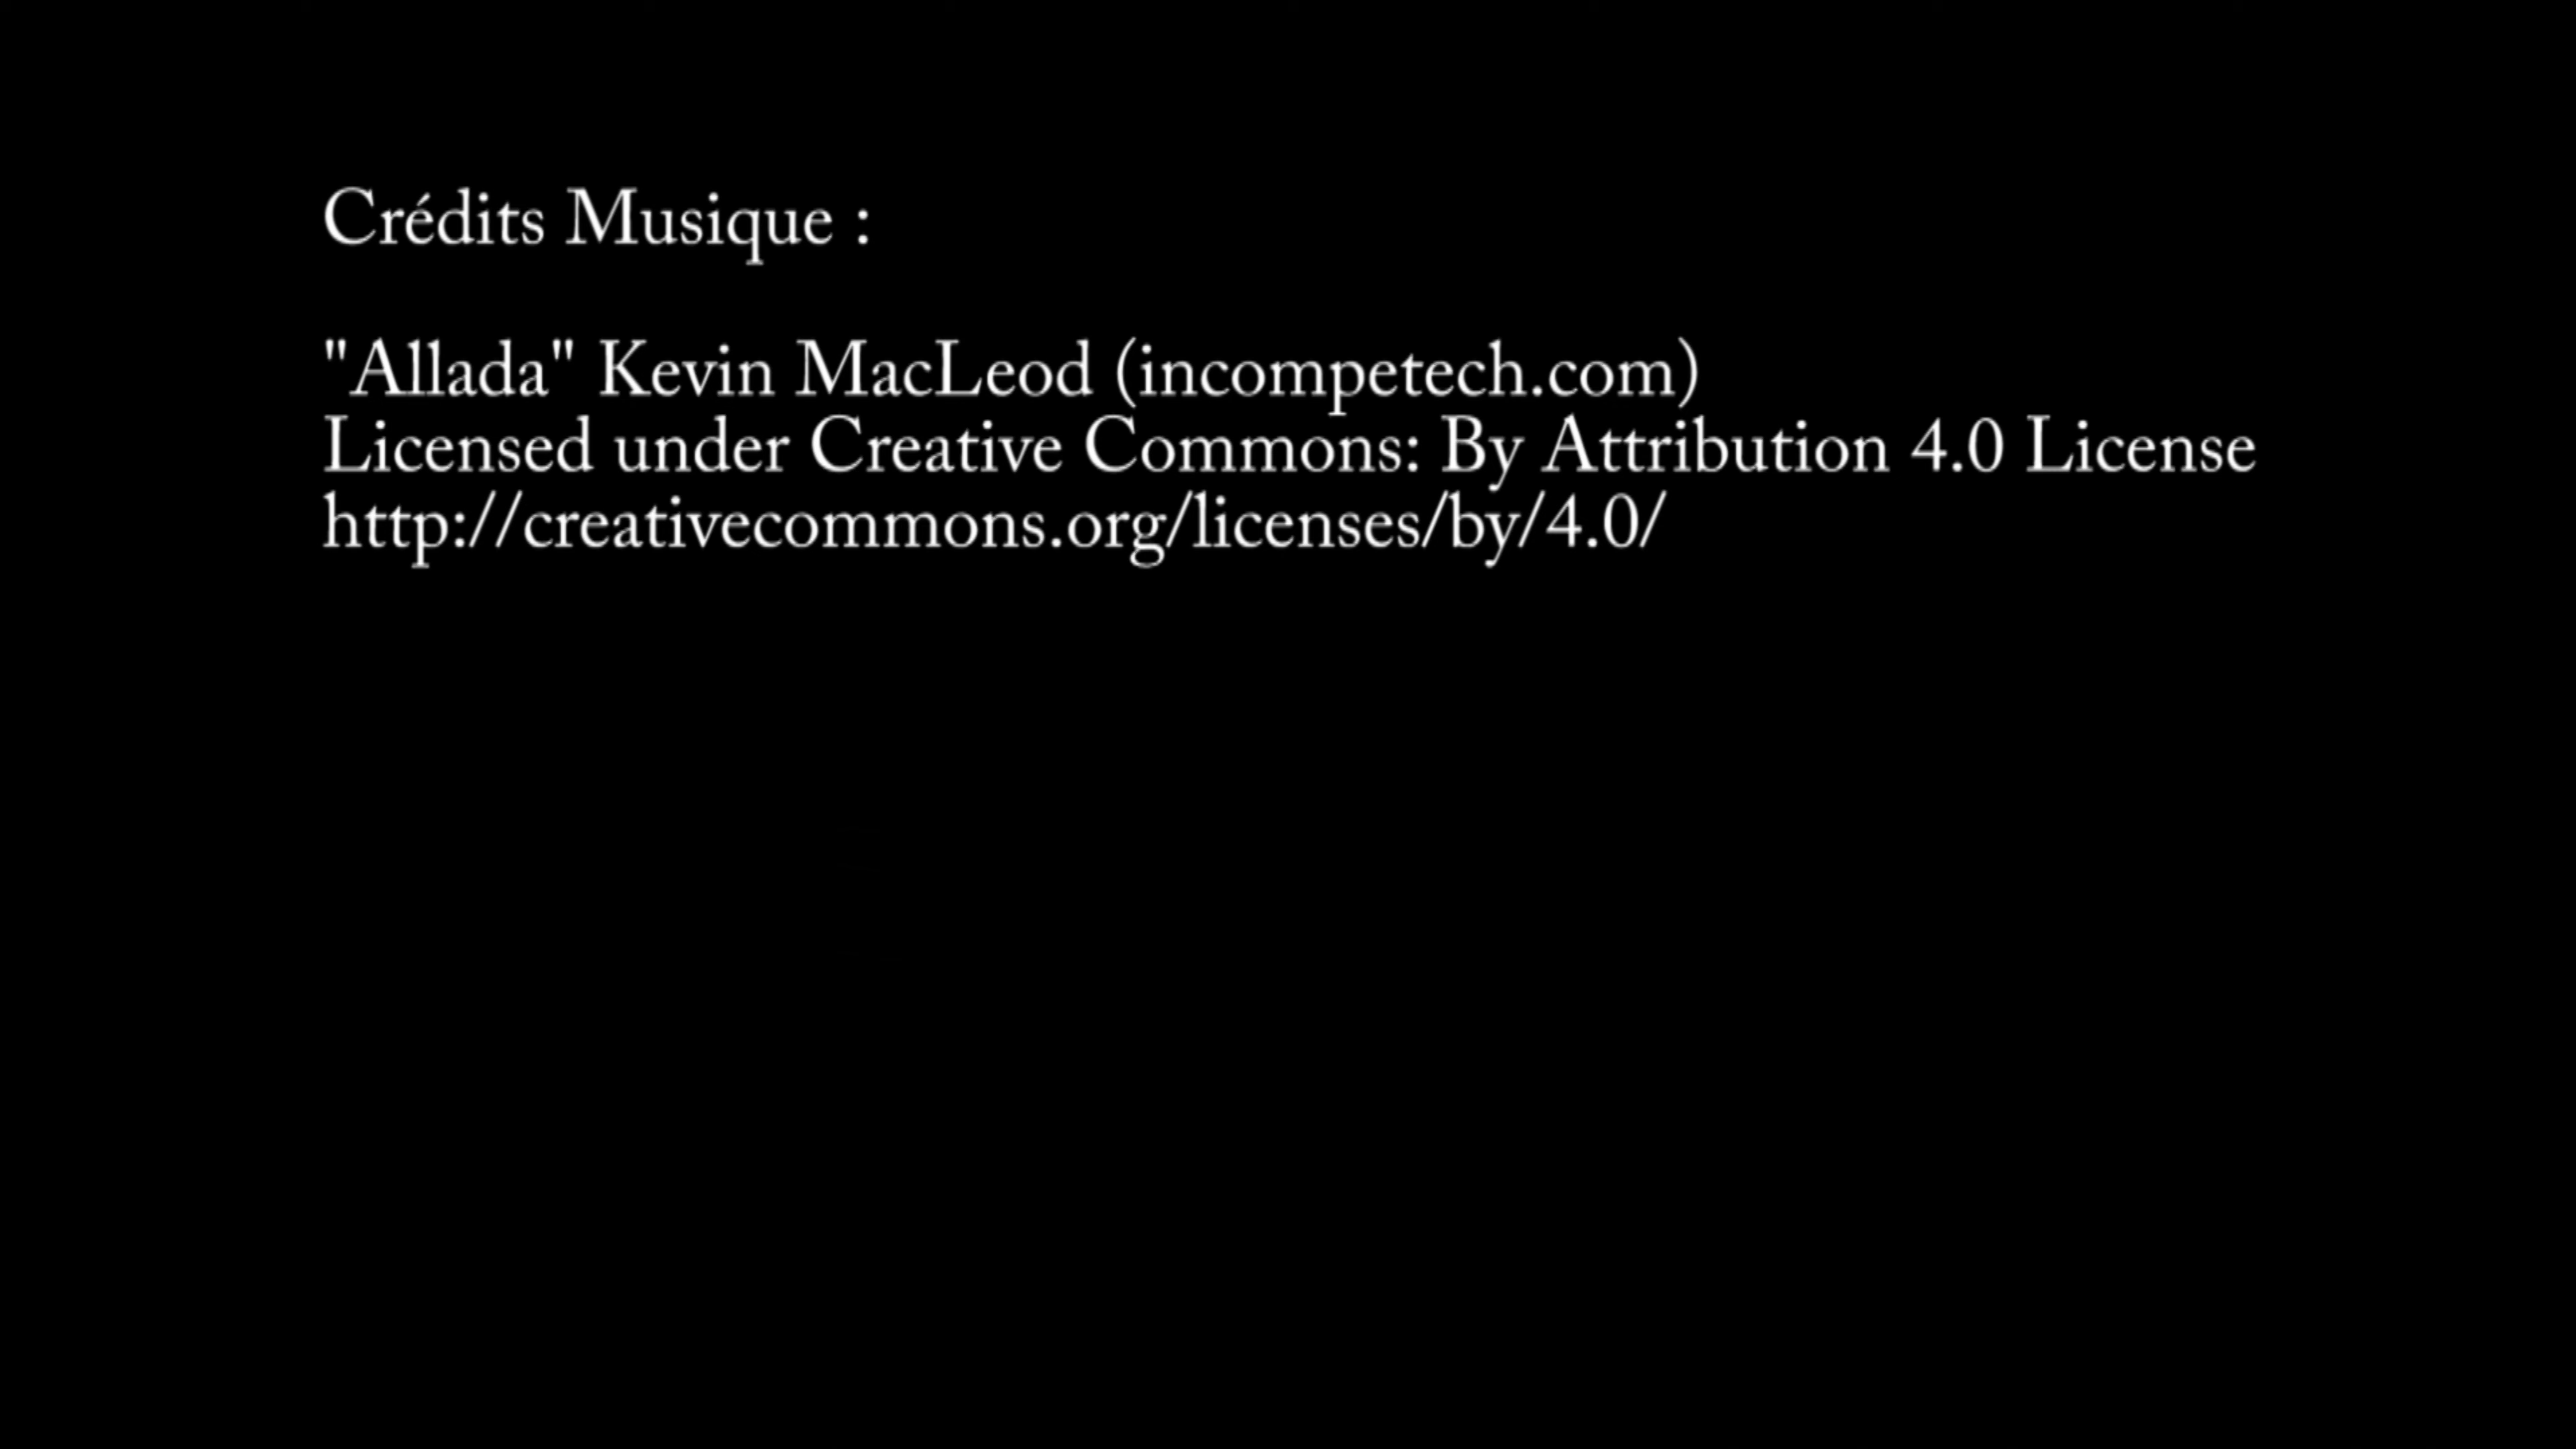 Crédits Musique :
"Allada" Kevin MacLeod (incompetech.com)
Licensed under Creative Commons: By Attribution 4.0 License
http://creativecommons.org/licenses/by/4.0/